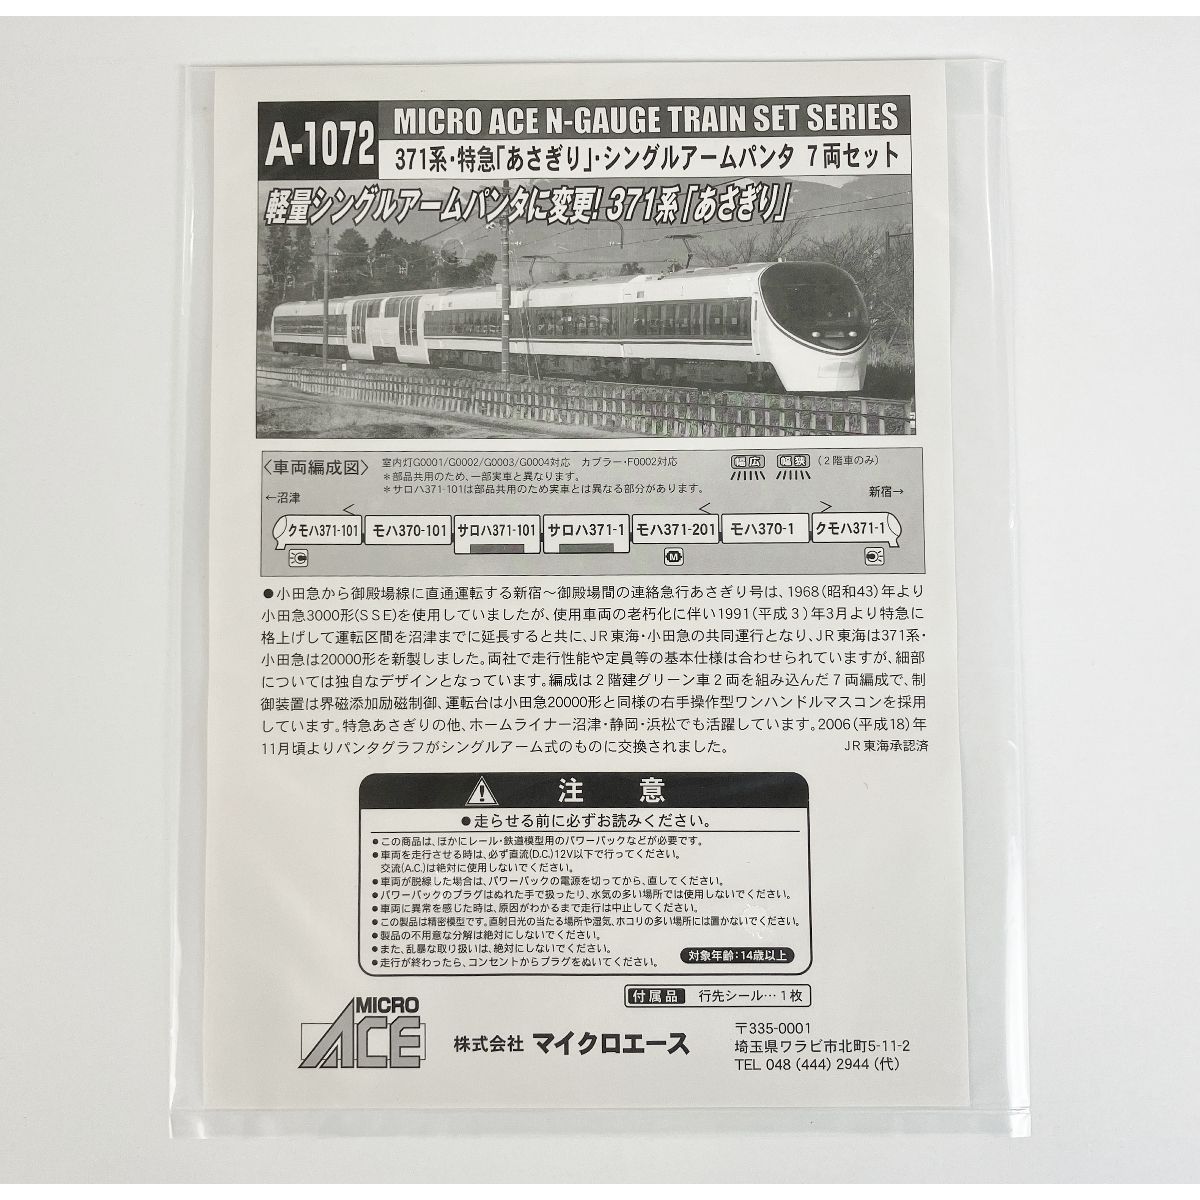 A-1072
MICRO ACE N-GAUGE TRAIN SET SERIES
371系・特急「あさぎり」・シングルアームパンタ 7両セット
軽量シングルアームパンタに変更! 371系「あさぎり」
〈車両編成図〉
室内灯G0001/G0002/G0003/G0004対応 カプラー・F0002対応
＊部品共用のため、一部実車と異なります。
＊サロハ371-101は部品共用のため実車とは異なる部分があります。
幅広 幅狭 (2階車のみ)
←沼津
新宿→
クモハ371-101 モハ370-101 サロハ371-101 サロハ371-1 モハ371-201 モハ370-1 クモハ371-1
M
●小田急から御殿場線に直通運転する新宿～御殿場間の連絡急行あさぎり号は、1968(昭和43)年より
小田急3000形(SSE)を使用していましたが、使用車両の老朽化に伴い1991(平成3)年3月より特急に
格上げして運転区間を沼津までに延長すると共に、JR東海・小田急の共同運行となり、JR東海は371系・
小田急は20000形を新製しました。両社で走行性能や定員等の基本仕様は合わせられていますが、細部
については独自なデザインとなっています。編成は2階建グリーン車2両を組み込んだ7両編成で、制
御装置は界磁添加励磁制御、運転台は小田急20000形と同様の右手操作型ワンハンドルマスコンを採用
しています。特急あさぎりの他、ホームライナー沼津・静岡・浜松でも活躍しています。2006(平成18)年
11月頃よりパンタグラフがシングルアーム式のものに交換されました。
JR東海承認済
注 意
●走らせる前に必ずお読みください。
●この商品は、ほかにレール・鉄道模型用のパワーパックなどが必要です。
●車両を走行させる時は、必ず直流(D.C.)12V以下で行ってください。
交流(A.C.)は絶対に使用しないでください。
●車両が脱線した場合は、パワーパックの電源を切ってから、直してください。
●パワーパックのプラグはぬれた手で扱ったり、水気の多い場所では使用しないでください。
●車両に異常を感じた時は、原因がわかるまで走行は中止してください。
●この製品は精密模型です。直射日光の当たる場所や湿気、ホコリの多い場所には置かないでください。
●製品の不用意な分解は絶対にしないでください。
●また、乱暴な取り扱いは、絶対にしないでください。
●走行が終わったら、コンセントからプラグをぬいてください。
対象年齢：14歳以上
付属品 行先シール…1枚
MICRO
ACE
株式会社 マイクロエース
〒335-0001
埼玉県ワラビ市北町5-11-2
TEL 048 (444) 2944 (代)